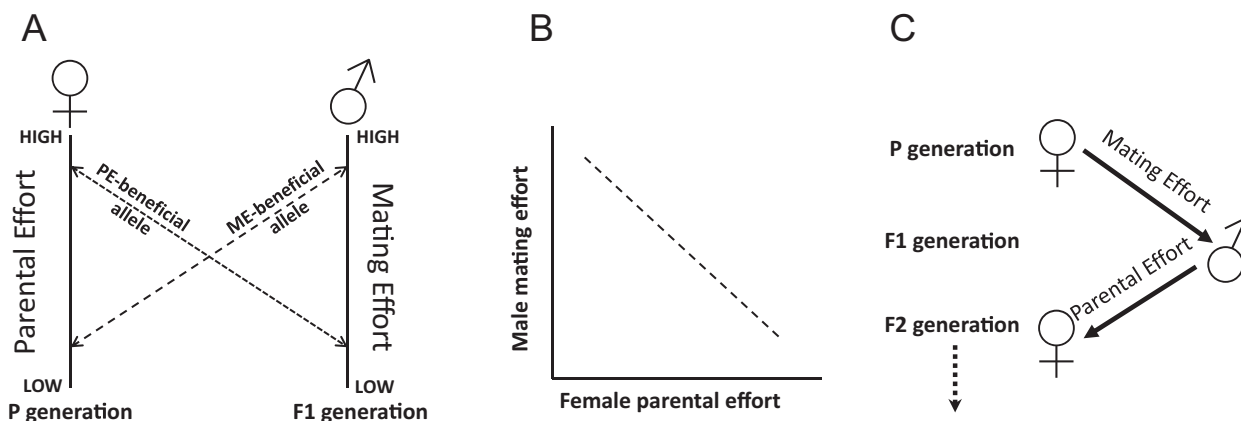 A
HIGH
HIGH
Parental Effort
PE-beneficial
allele
ME-beneficial
allele
Mating Effort
LOW
LOW
P generation
F1 generation
B
Male mating effort
Female parental effort
C
P generation
Mating Effort
F1 generation
Parental Effort
F2 generation